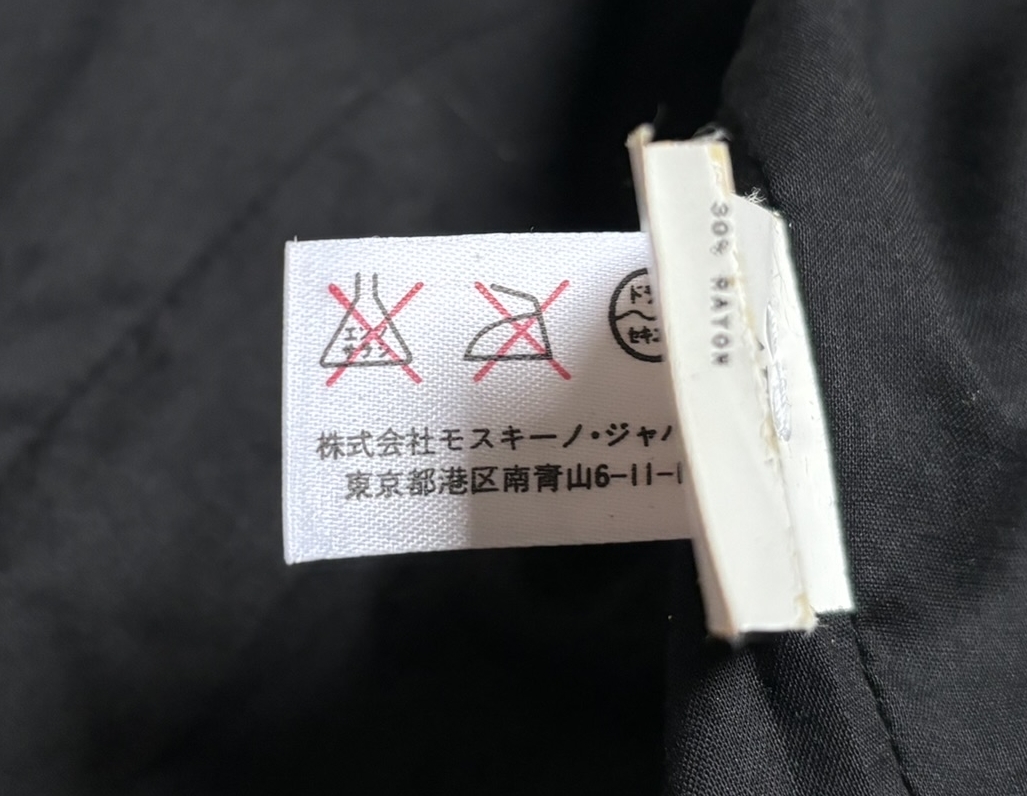 エンソ
サラシ
ドラ
セキユ
株式会社モスキーノ・ジャパ
東京都港区南青山6-11-1
30% RAYON